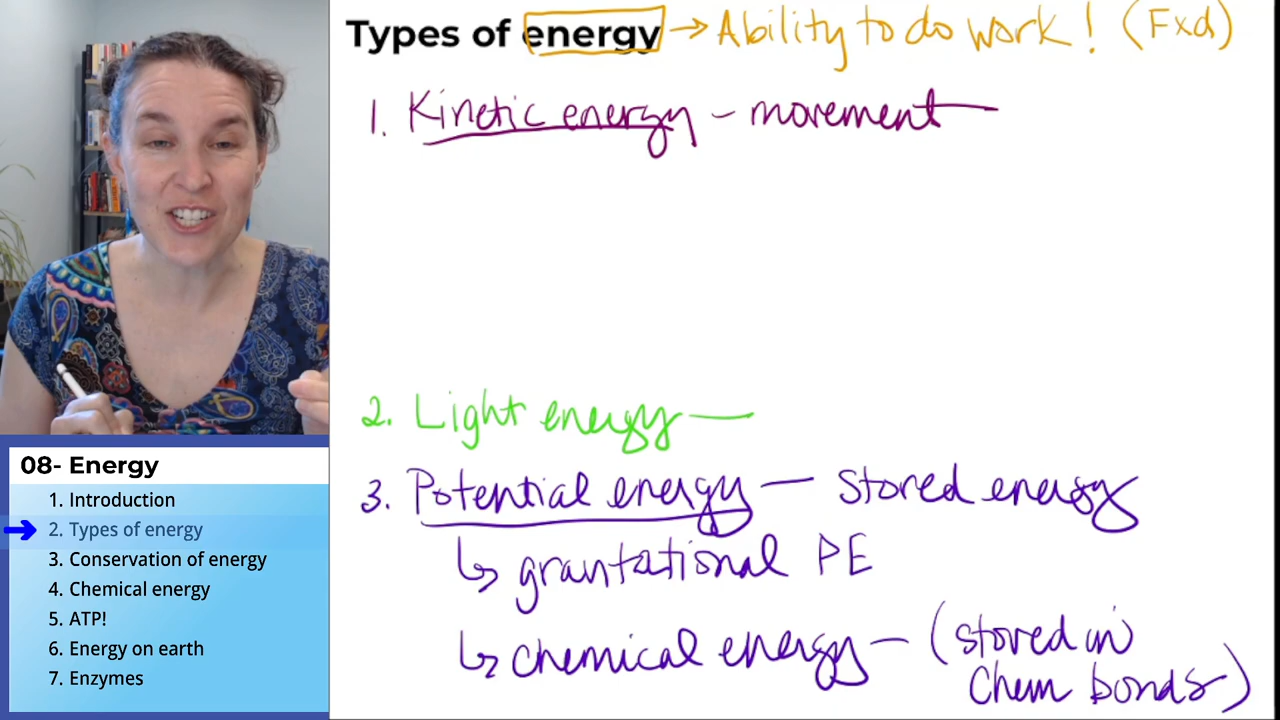 Types of energy → Ability to do work! (Fxd)
1. Kinetic energy - movement
2. Light energy —
3. Potential energy — Stored energy
↳ gravitational PE
↳ chemical energy — (stored in
Chem bonds)
08- Energy
1. Introduction
2. Types of energy
3. Conservation of energy
4. Chemical energy
5. ATP!
6. Energy on earth
7. Enzymes